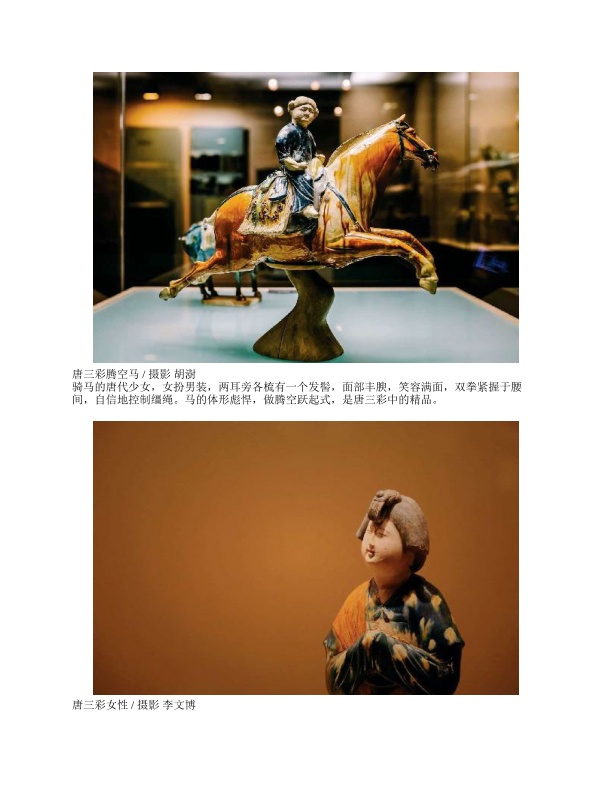 唐三彩腾空马 / 摄影 胡澍
骑马的唐代少女，女扮男装，两耳旁各梳有一个发髻，面部丰腴，笑容满面，双拳紧握于腰
间，自信地控制缰绳。马的体形彪悍，做腾空跃起式，是唐三彩中的精品。
唐三彩女性 / 摄影 李文博